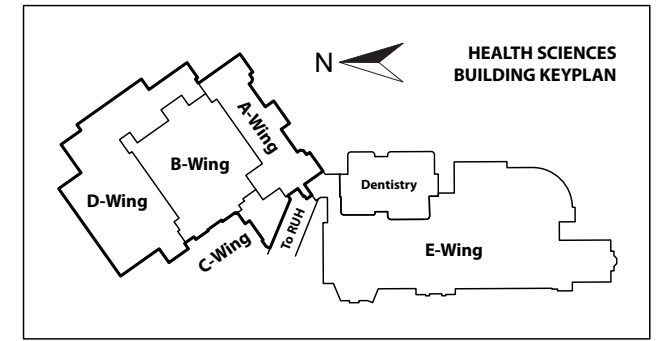 N
HEALTH SCIENCES
BUILDING KEYPLAN
A-Wing
B-Wing
D-Wing
C-Wing
To RUH
Dentistry
E-Wing